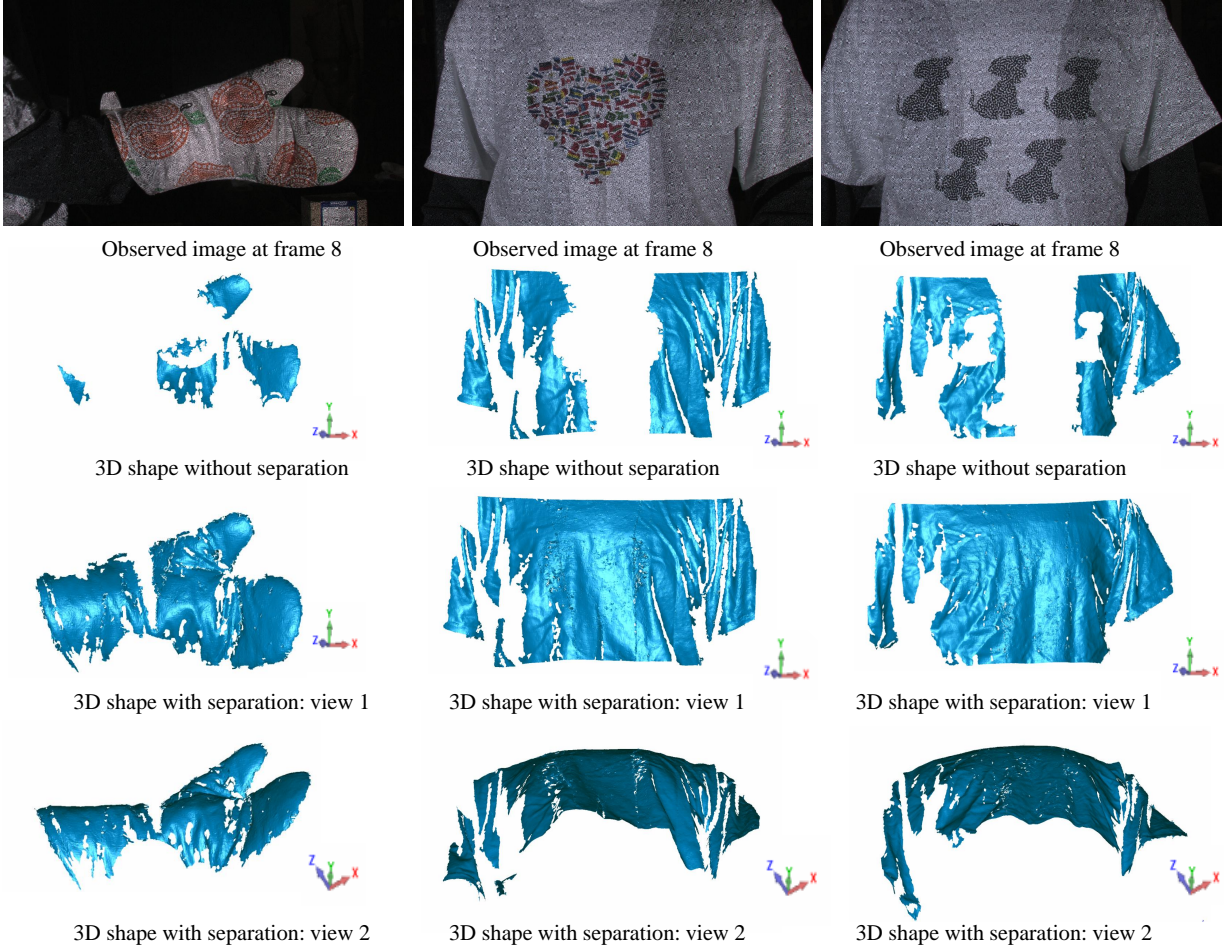 Observed image at frame 8
Observed image at frame 8
Observed image at frame 8
Y
Z
X
Y
Z
X
Y
Z
X
3D shape without separation
3D shape without separation
3D shape without separation
Y
Z
X
Y
Z
X
Y
Z
X
3D shape with separation: view 1
3D shape with separation: view 1
3D shape with separation: view 1
Z
Y
X
Z
Y
X
Z
Y
X
3D shape with separation: view 2
3D shape with separation: view 2
3D shape with separation: view 2